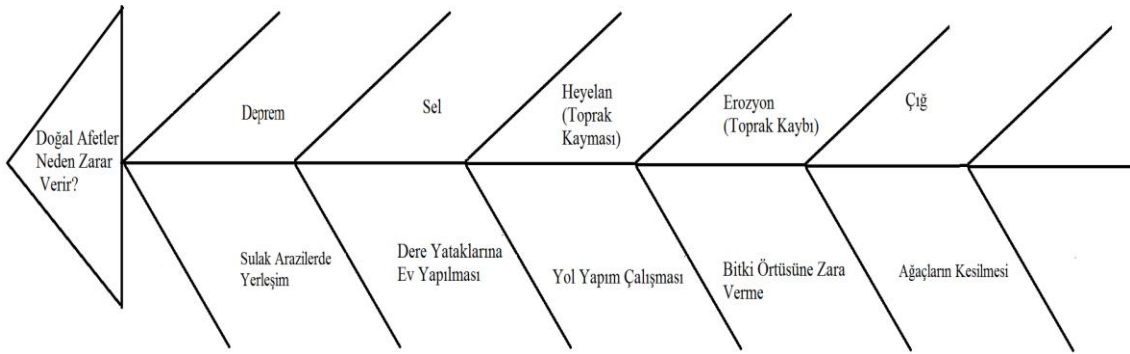 Doğal Afetler
Neden Zarar
Verir?
Deprem
Sel
Heyelan
(Toprak
Kayması)
Erozyon
(Toprak Kaybı)
Çığ
Sulak Arazilerde
Yerleşim
Dere Yataklarına
Ev Yapılması
Yol Yapım Çalışması
Bitki Örtüsüne Zara
Verme
Ağaçların Kesilmesi